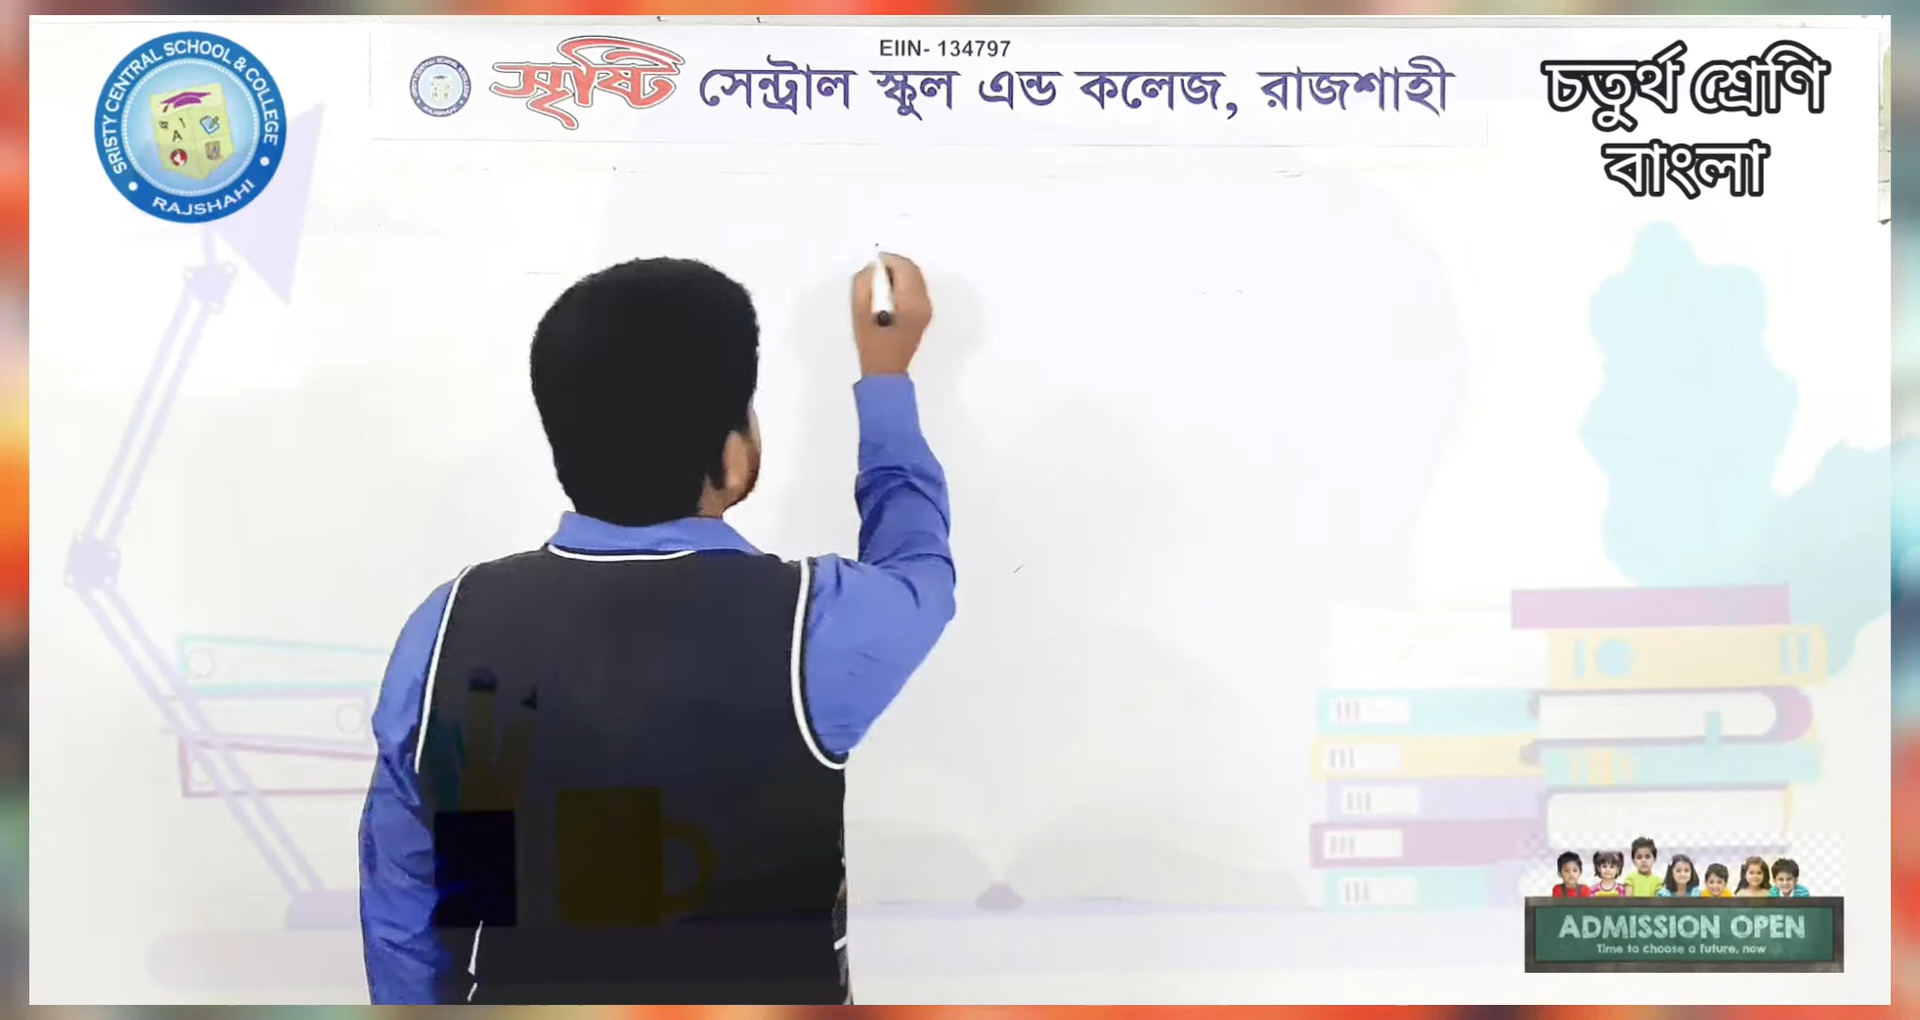 SRISTY CENTRAL SCHOOL & COLLEGE
RAJSHAHI
EIIN- 134797
সৃষ্টি সেন্ট্রাল স্কুল এন্ড কলেজ, রাজশাহী
চতুর্থ শ্রেণি
বাংলা
ADMISSION OPEN
Time to choose a future, now